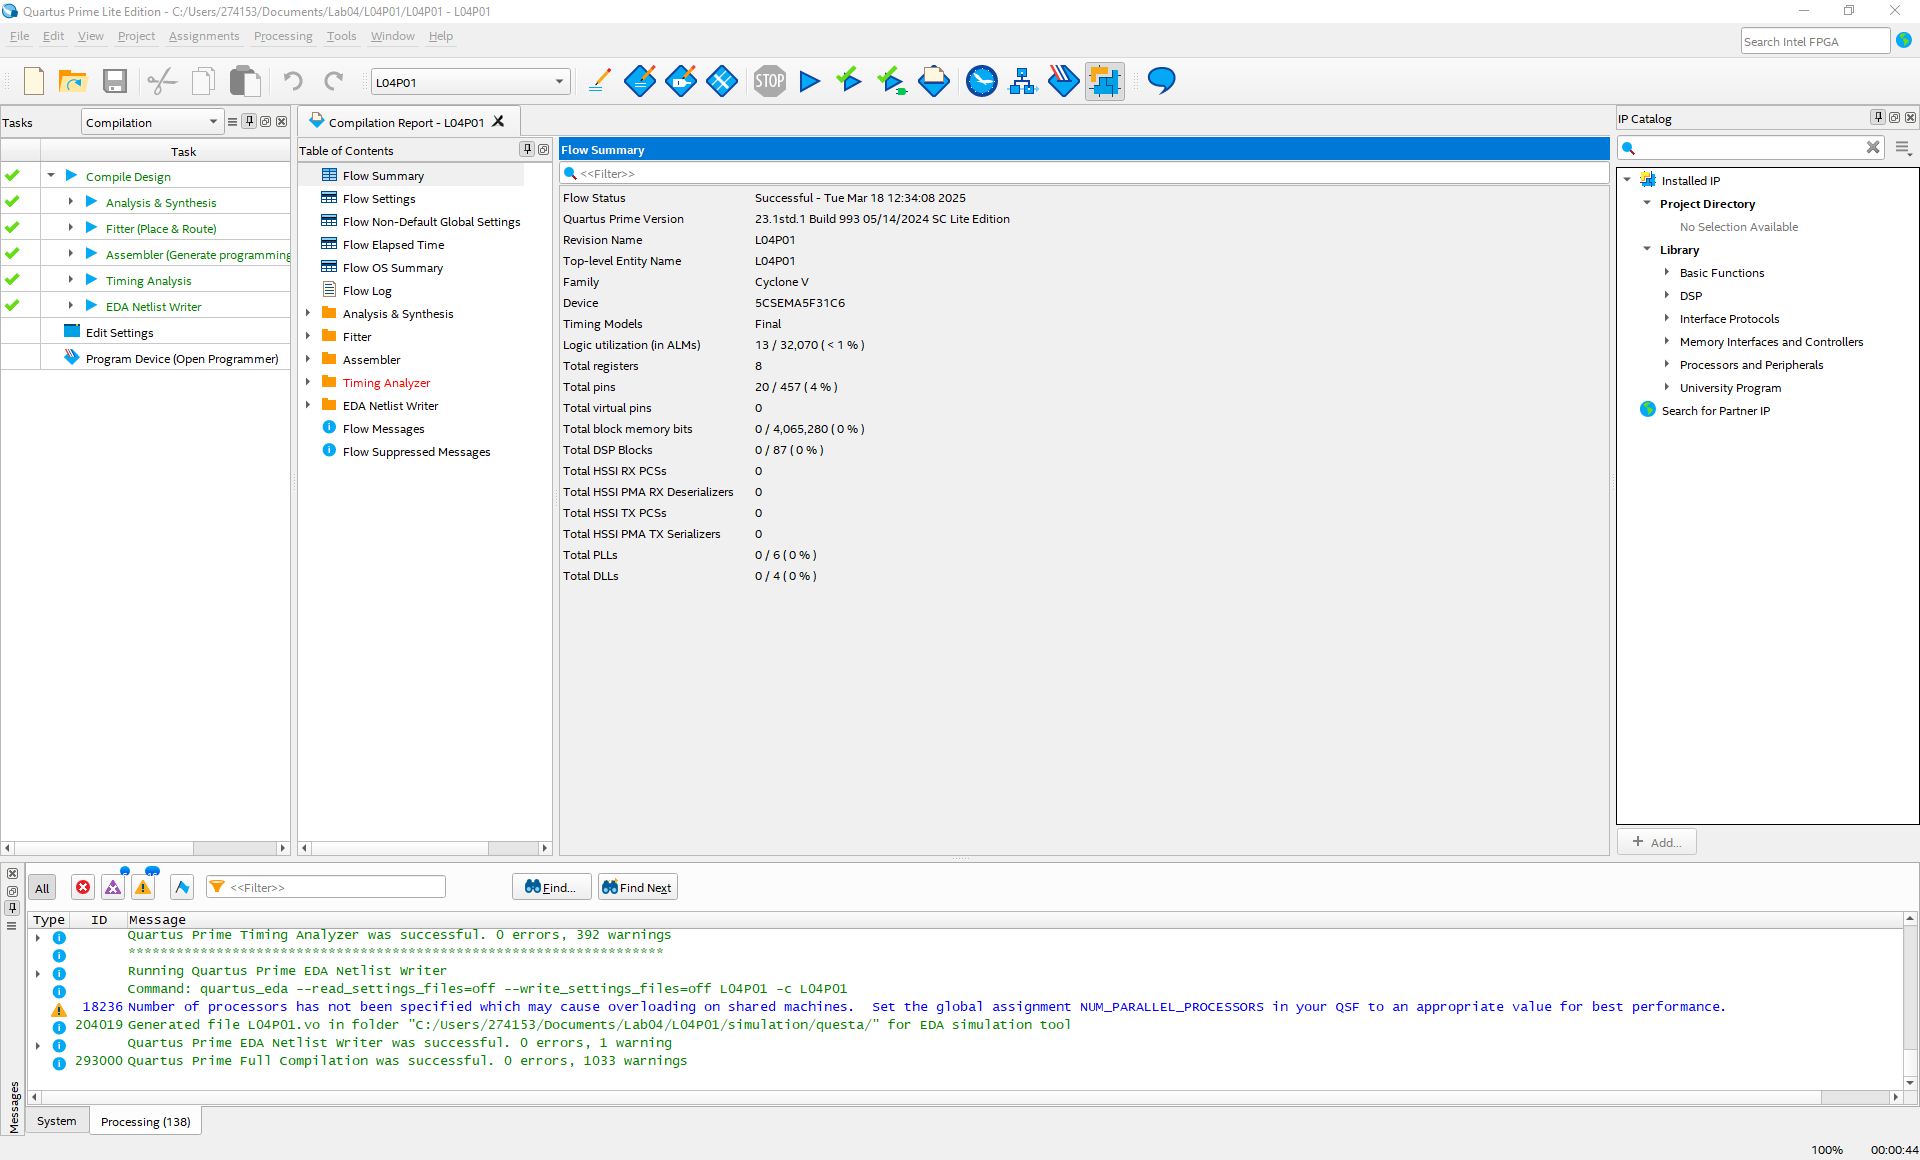 Quartus Prime Lite Edition - C:/Users/274153/Documents/Lab04/L04P01/L04P01 - L04P01
File Edit View Project Assignments Processing Tools Window Help
Search Intel FPGA
L04P01
STOP
Tasks
Compilation
Task
Compile Design
Analysis & Synthesis
Fitter (Place & Route)
Assembler (Generate programming
Timing Analysis
EDA Netlist Writer
Edit Settings
Program Device (Open Programmer)
Compilation Report - L04P01
Table of Contents
Flow Summary
Flow Settings
Flow Non-Default Global Settings
Flow Elapsed Time
Flow OS Summary
Flow Log
Analysis & Synthesis
Fitter
Assembler
Timing Analyzer
EDA Netlist Writer
Flow Messages
Flow Suppressed Messages
Flow Summary
<<Filter>>
Flow Status Successful - Tue Mar 18 12:34:08 2025
Quartus Prime Version 23.1std.1 Build 993 05/14/2024 SC Lite Edition
Revision Name L04P01
Top-level Entity Name L04P01
Family Cyclone V
Device 5CSEMA5F31C6
Timing Models Final
Logic utilization (in ALMs) 13 / 32,070 ( < 1 % )
Total registers 8
Total pins 20 / 457 ( 4 % )
Total virtual pins 0
Total block memory bits 0 / 4,065,280 ( 0 % )
Total DSP Blocks 0 / 87 ( 0 % )
Total HSSI RX PCSs 0
Total HSSI PMA RX Deserializers 0
Total HSSI TX PCSs 0
Total HSSI PMA TX Serializers 0
Total PLLs 0 / 6 ( 0 % )
Total DLLs 0 / 4 ( 0 % )
IP Catalog
Installed IP
Project Directory
No Selection Available
Library
Basic Functions
DSP
Interface Protocols
Memory Interfaces and Controllers
Processors and Peripherals
University Program
Search for Partner IP
+ Add...
All
<<Filter>>
Find...
Find Next
Type ID Message
Quartus Prime Timing Analyzer was successful. 0 errors, 392 warnings
*******************************************************************
Running Quartus Prime EDA Netlist Writer
Command: quartus_eda --read_settings_files=off --write_settings_files=off L04P01 -c L04P01
18236 Number of processors has not been specified which may cause overloading on shared machines.  Set the global assignment NUM_PARALLEL_PROCESSORS in your QSF to an appropriate value for best performance.
204019 Generated file L04P01.vo in folder "C:/Users/274153/Documents/Lab04/L04P01/simulation/questa/" for EDA simulation tool
Quartus Prime EDA Netlist Writer was successful. 0 errors, 1 warning
293000 Quartus Prime Full Compilation was successful. 0 errors, 1033 warnings
Messages
System
Processing (138)
100% 00:00:44